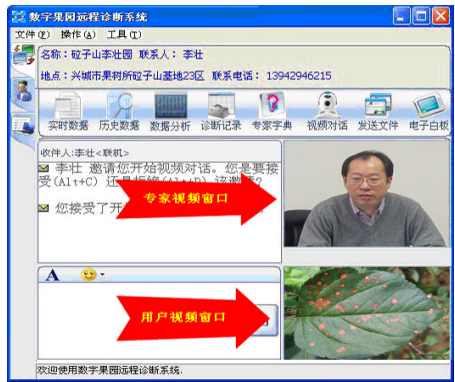 数字果园远程诊断系统
文件(F) 操作(A) 工具(T)
名称：砬子山李壮园 联系人：李壮
地点：兴城市果树所砬子山基地23区 联系电话：13942946215
实时数据 历史数据 数据分析 诊断记录 专家字典 视频对话 发送文件 电子白板
收件人:李壮<联机>
李壮 邀请您开始视频对话。您是要接
受(Alt+C) 还是拒绝(Alt+D) 该邀请?
您接受了开
专家视频窗口
A
用户视频窗口
欢迎使用数字果园远程诊断系统.